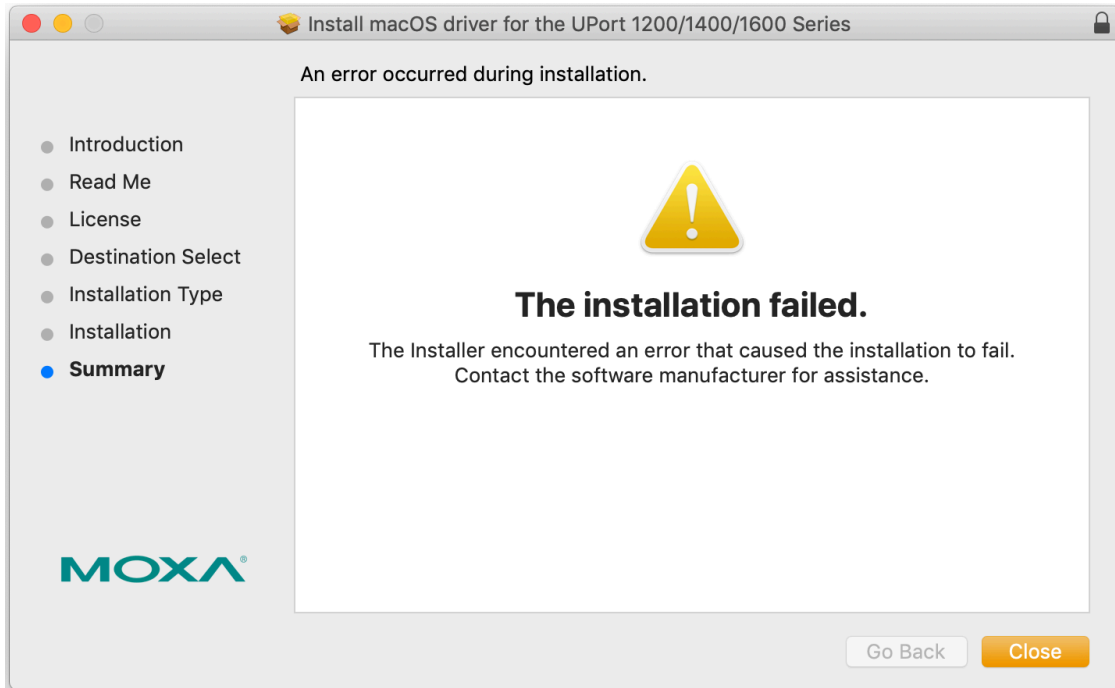 Install macOS driver for the UPort 1200/1400/1600 Series
An error occurred during installation.
Introduction
Read Me
License
Destination Select
Installation Type
Installation
Summary
The installation failed.
The Installer encountered an error that caused the installation to fail.
Contact the software manufacturer for assistance.
MOXA®
Go Back
Close